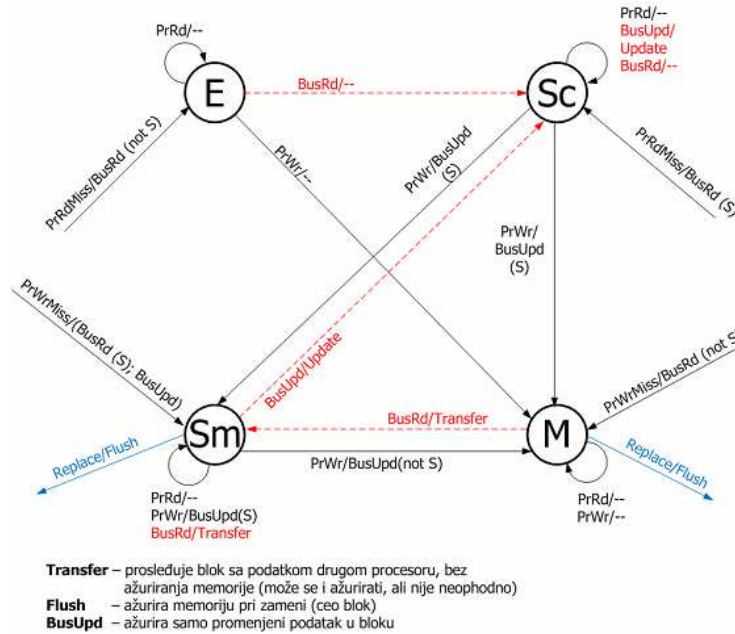 PrRd/--
E
BusRd/--
PrRd/--
BusUpd/
Update
BusRd/--
Sc
PrRdMiss/BusRd (not S)
PrWr/--
PrWr/BusUpd
(S)
PrWr/
BusUpd
(S)
PrRdMiss/BusRd (S)
PrWrMiss/(BusRd (S); BusUpd)
BusUpd/Update
PrWrMiss/BusRd (not S)
Sm
BusRd/Transfer
M
Replace/Flush
PrWr/BusUpd(not S)
Replace/Flush
PrRd/--
PrWr/BusUpd(S)
BusRd/Transfer
PrRd/--
PrWr/--
Transfer – prosleđuje blok sa podatkom drugom procesoru, bez
ažuriranja memorije (može se i ažurirati, ali nije neophodno)
Flush – ažurira memoriju pri zameni (ceo blok)
BusUpd – ažurira samo promenjeni podatak u bloku